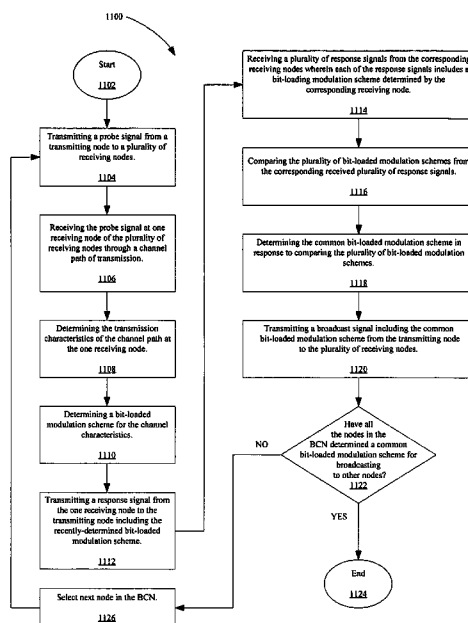 1100
Start
1102
Transmitting a probe signal from a
transmitting node to a plurality of
receiving nodes.
1104
Receiving the probe signal at one
receiving node of the plurality of
receiving nodes through a channel
path of transmission.
1106
Determining the transmission
characteristics of the channel path at
the one receiving node.
1108
Determining a bit-loaded
modulation scheme for the channel
characteristics.
1110
Transmitting a response signal from
the one receiving node to the
transmitting node including the
recently-determined bit-loaded
modulation scheme.
1112
Receiving a plurality of response signals from the corresponding
receiving nodes wherein each of the response signals includes a
bit-loading modulation scheme determined by the
corresponding receiving node.
1114
Comparing the plurality of bit-loaded modulation schemes from
the corresponding received plurality of response signals.
1116
Determining the common bit-loaded modulation scheme in
response to comparing the plurality of bit-loaded modulation
schemes.
1118
Transmitting a broadcast signal including the common
bit-loaded modulation scheme from the transmitting node
to the plurality of receiving nodes.
1120
Have all
the nodes in the
BCN determined a common
bit-loaded modulation scheme for
broadcasting
to other nodes?
1122
NO
YES
End
1124
Select next node in the BCN.
1126